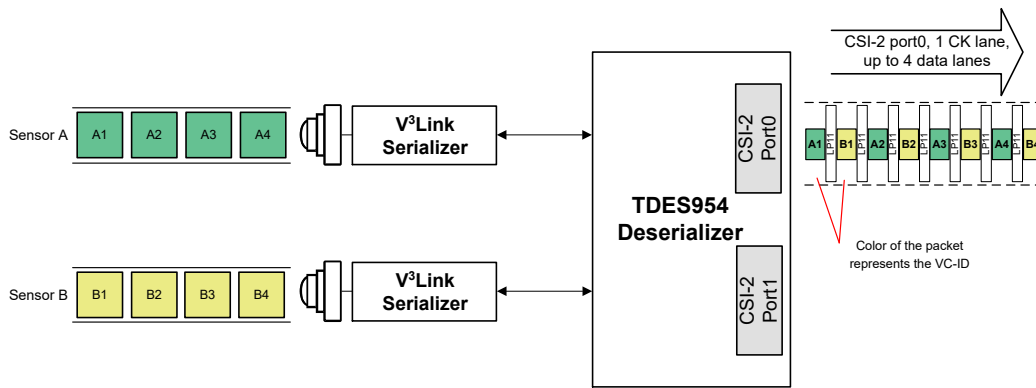 CSI-2 port0, 1 CK lane,
up to 4 data lanes
Sensor A
A1 A2 A3 A4
V³Link
Serializer
CSI-2
Port0
A1 LP11 B1 LP11 A2 LP11 B2 LP11 A3 LP11 B3 LP11 A4 LP11 B4
TDES954
Deserializer
Color of the packet
represents the VC-ID
Sensor B
B1 B2 B3 B4
V³Link
Serializer
CSI-2
Port1